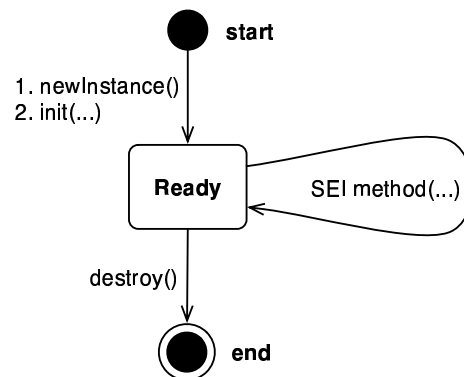 start
1. newInstance()
2. init(...)
Ready
SEI method(...)
destroy()
end